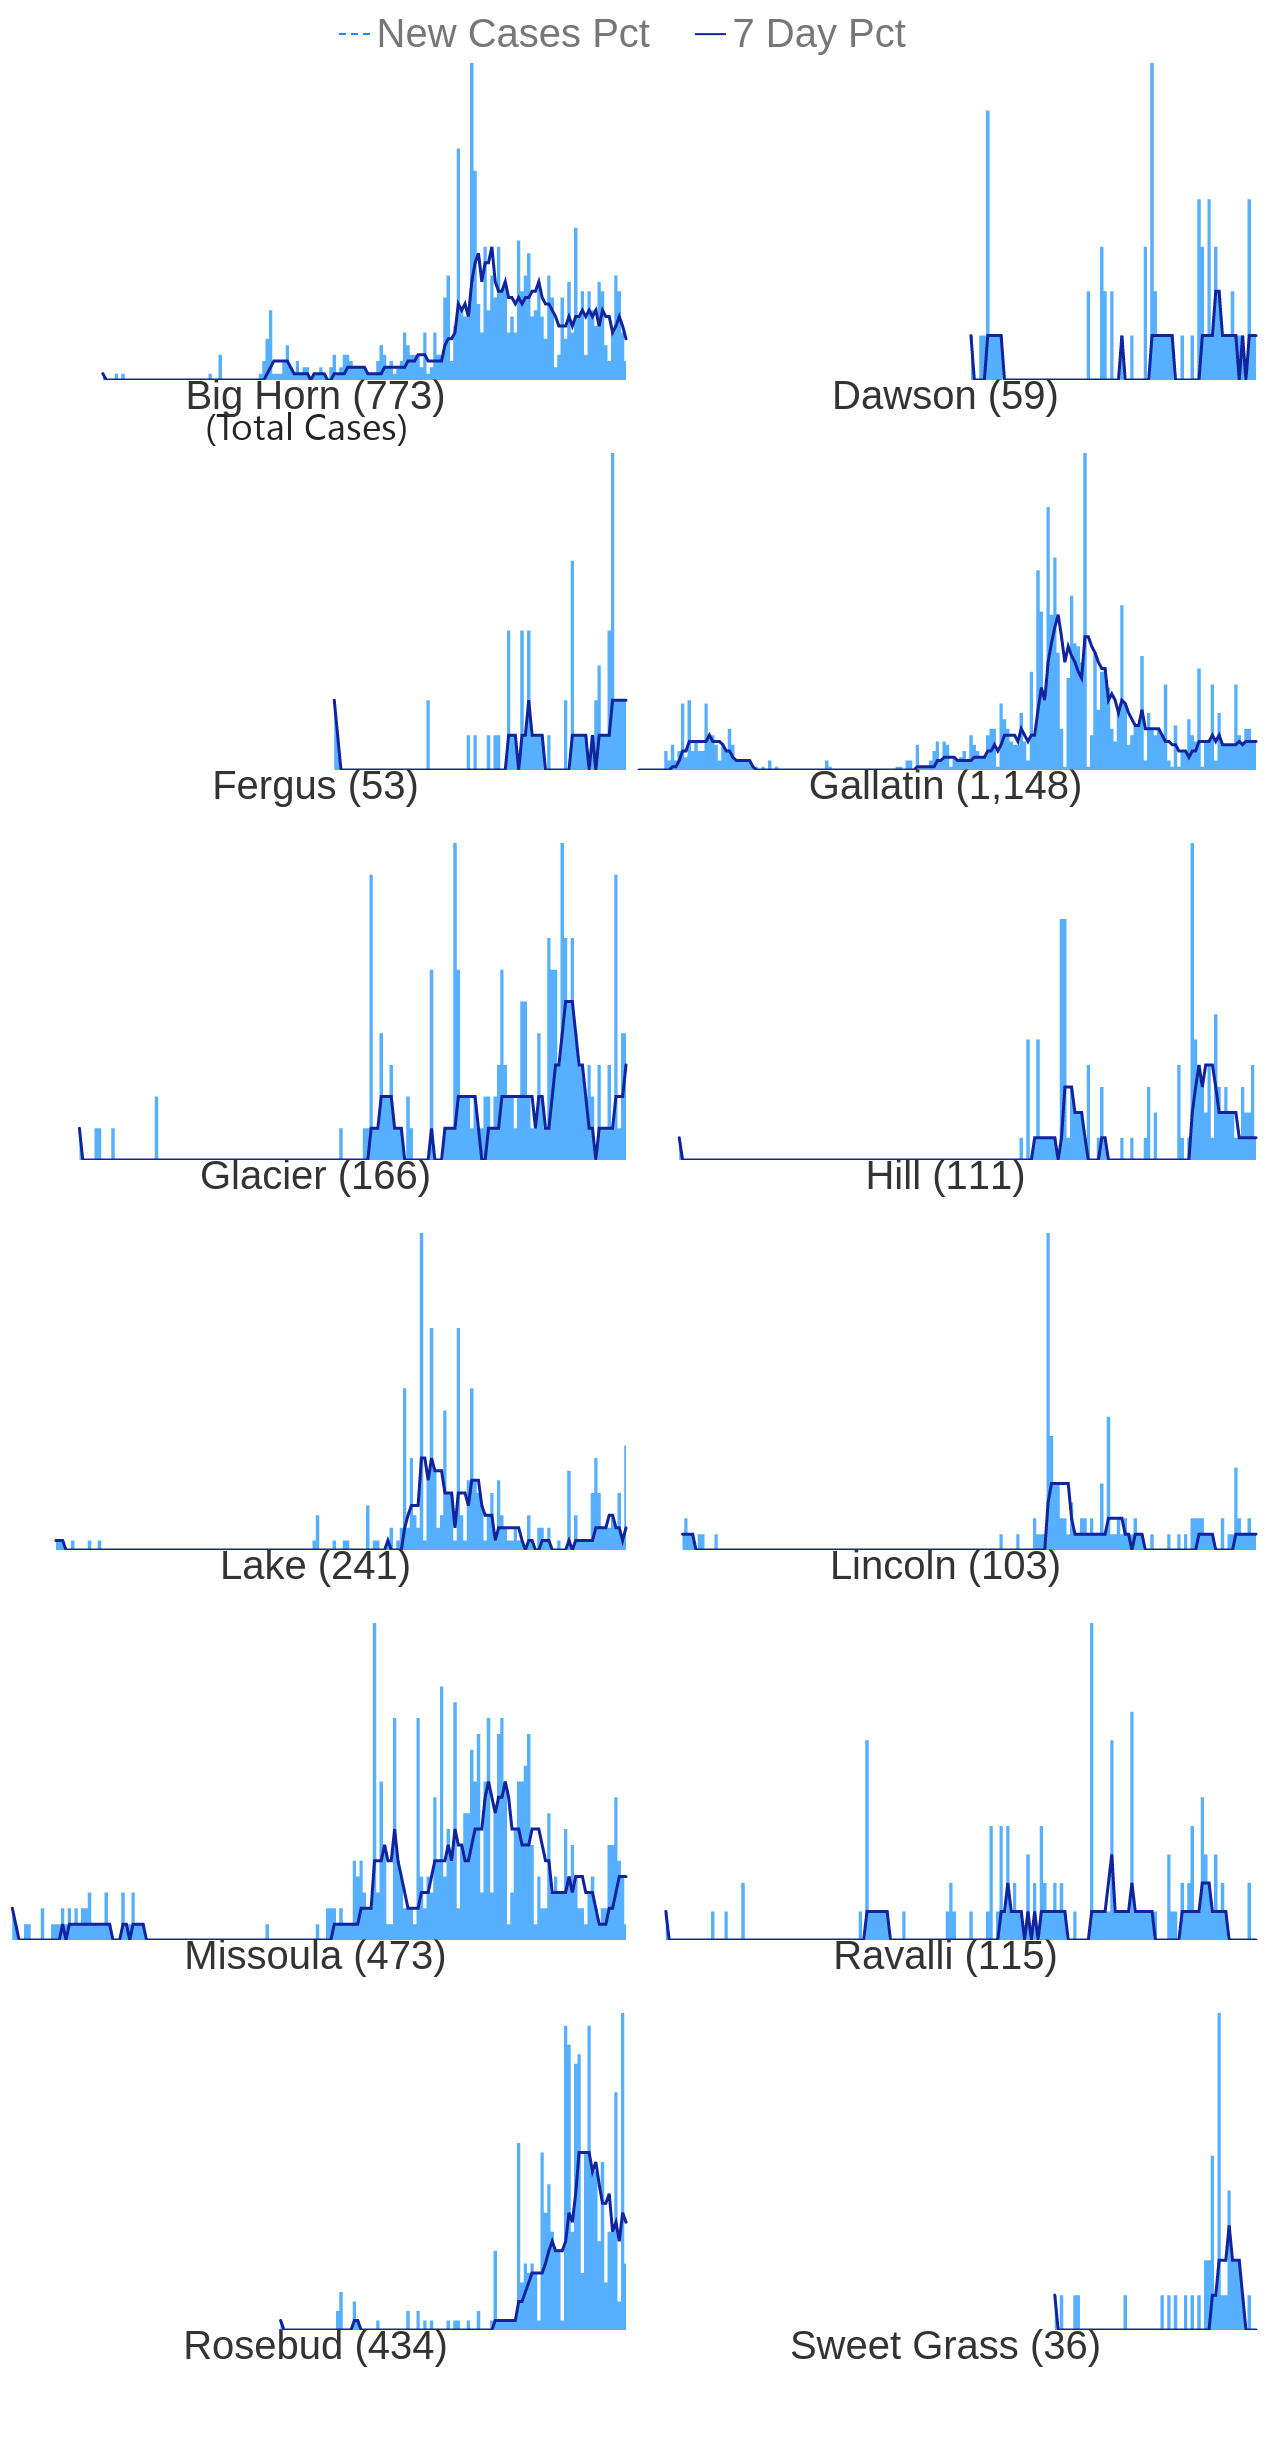 New Cases Pct 7 Day Pct
Big Horn (773) Dawson (59)
(Total Cases)
Fergus (53) Gallatin (1,148)
Glacier (166) Hill (111)
Lake (241) Lincoln (103)
Missoula (473) Ravalli (115)
Rosebud (434) Sweet Grass (36)